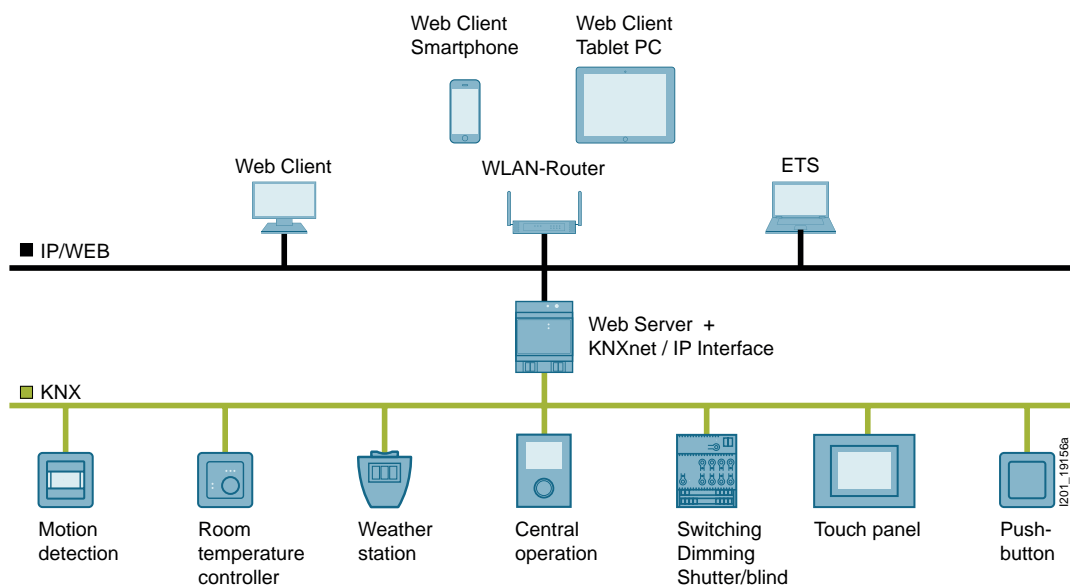 Web Client
Smartphone
Web Client
Tablet PC
Web Client
WLAN-Router
ETS
IP/WEB
Web Server +
KNXnet / IP Interface
KNX
Motion
detection
Room
temperature
controller
Weather
station
Central
operation
Switching
Dimming
Shutter/blind
Touch panel
Push-
button
I201_19156a